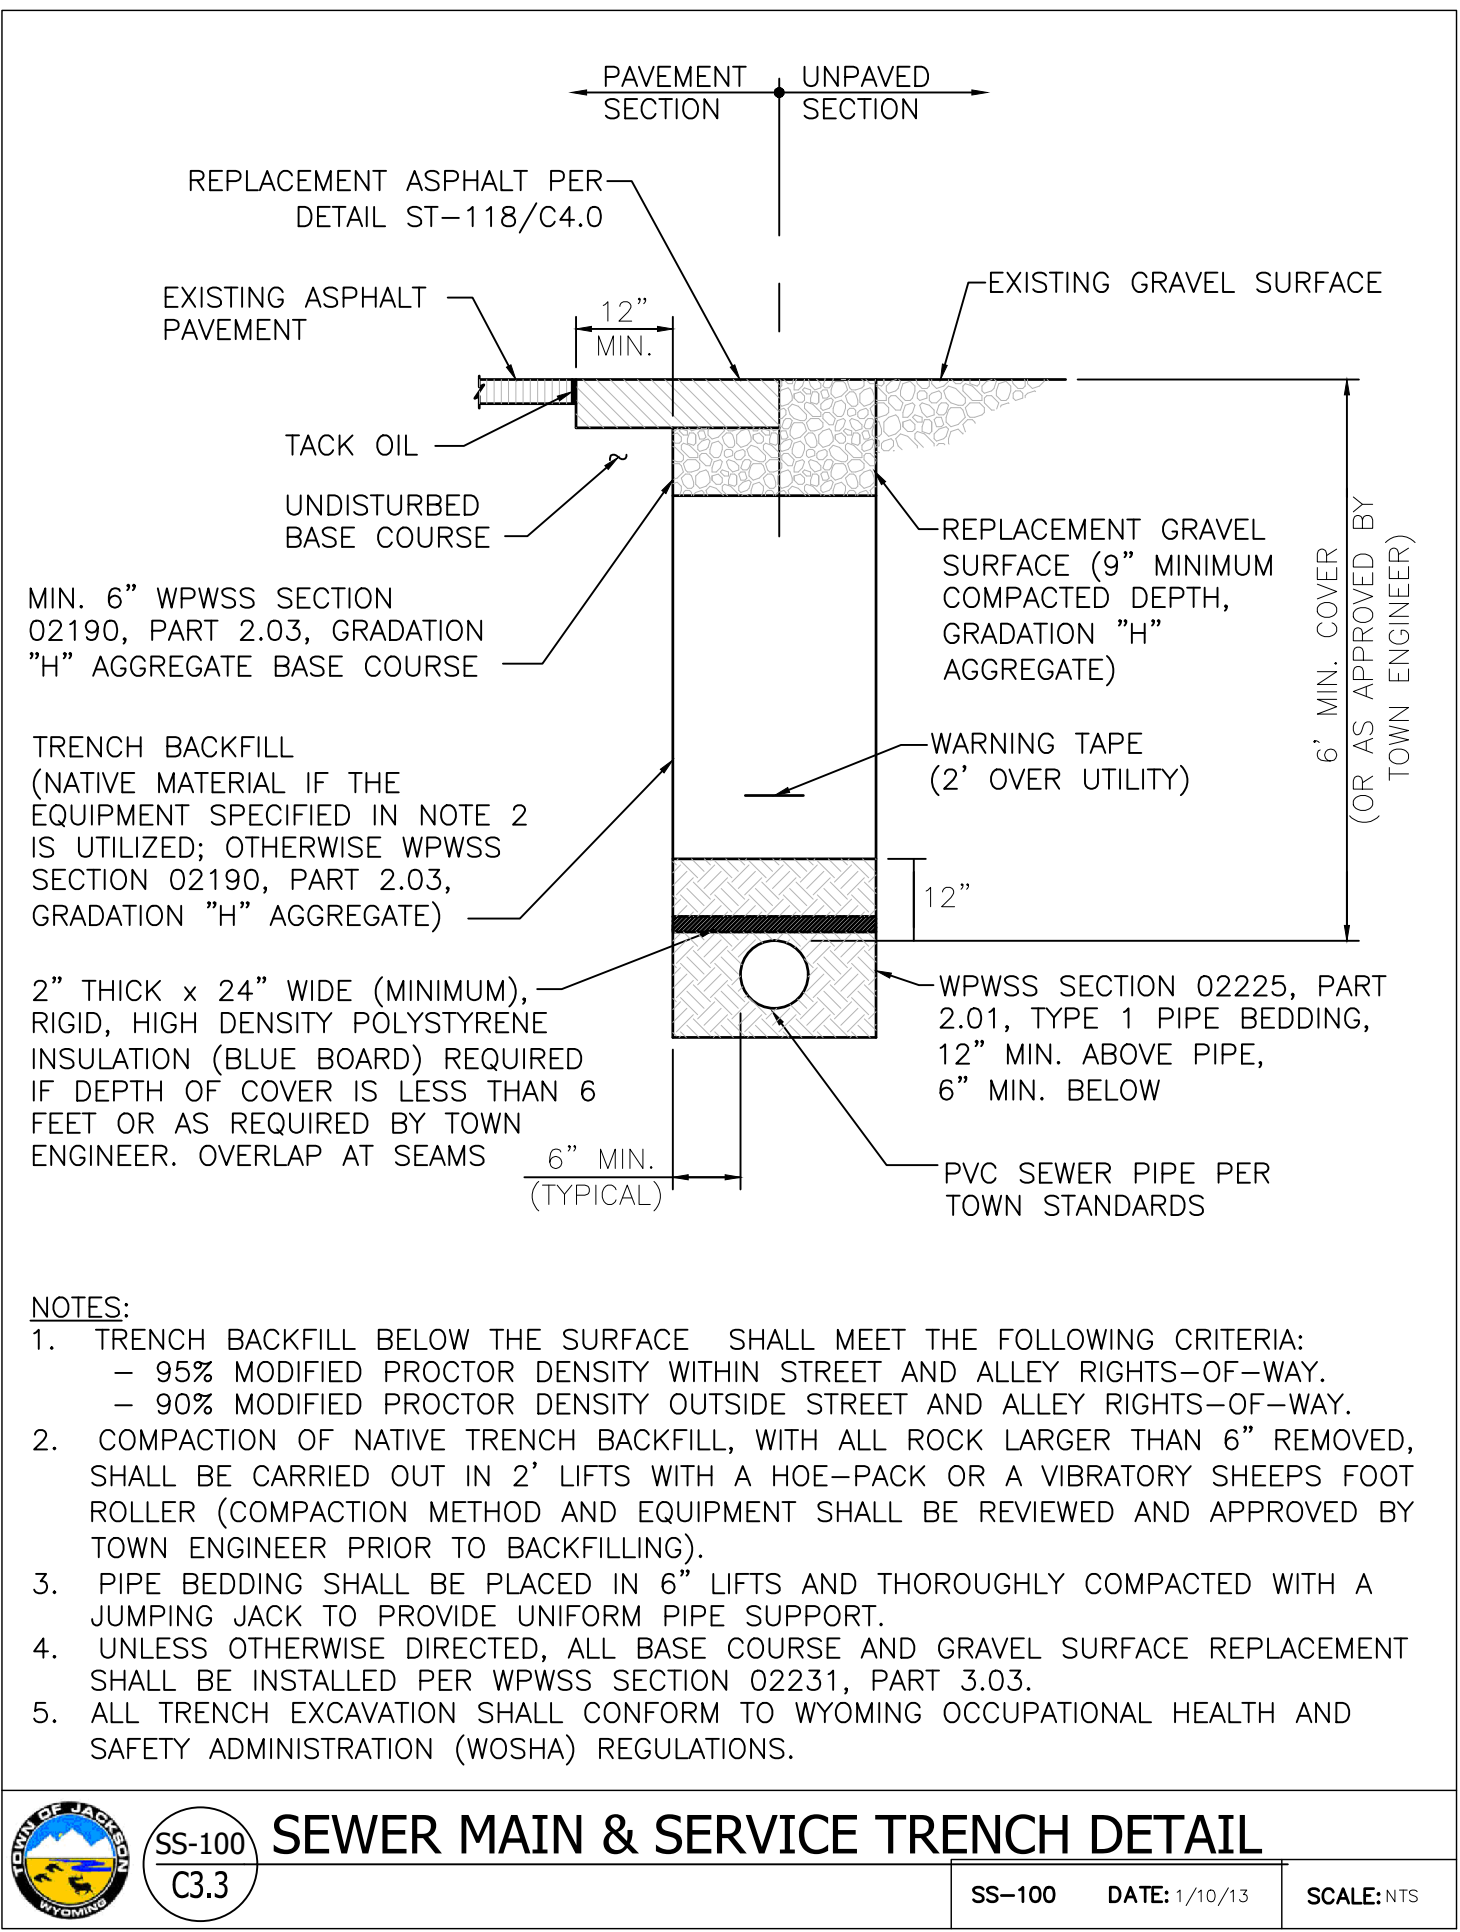 PAVEMENT
SECTION
UNPAVED
SECTION
REPLACEMENT ASPHALT PER
DETAIL ST-118/C4.0
EXISTING ASPHALT
PAVEMENT
12"
MIN.
EXISTING GRAVEL SURFACE
TACK OIL
UNDISTURBED
BASE COURSE
MIN. 6" WPWSS SECTION
02190, PART 2.03, GRADATION
"H" AGGREGATE BASE COURSE
REPLACEMENT GRAVEL
SURFACE (9" MINIMUM
COMPACTED DEPTH,
GRADATION "H"
AGGREGATE)
6' MIN. COVER
(OR AS APPROVED BY
TOWN ENGINEER)
TRENCH BACKFILL
(NATIVE MATERIAL IF THE
EQUIPMENT SPECIFIED IN NOTE 2
IS UTILIZED; OTHERWISE WPWSS
SECTION 02190, PART 2.03,
GRADATION "H" AGGREGATE)
WARNING TAPE
(2' OVER UTILITY)
12"
2" THICK x 24" WIDE (MINIMUM),
RIGID, HIGH DENSITY POLYSTYRENE
INSULATION (BLUE BOARD) REQUIRED
IF DEPTH OF COVER IS LESS THAN 6
FEET OR AS REQUIRED BY TOWN
ENGINEER. OVERLAP AT SEAMS
WPWSS SECTION 02225, PART
2.01, TYPE 1 PIPE BEDDING,
12" MIN. ABOVE PIPE,
6" MIN. BELOW
6" MIN.
(TYPICAL)
PVC SEWER PIPE PER
TOWN STANDARDS
NOTES:
1. TRENCH BACKFILL BELOW THE SURFACE SHALL MEET THE FOLLOWING CRITERIA:
- 95% MODIFIED PROCTOR DENSITY WITHIN STREET AND ALLEY RIGHTS-OF-WAY.
- 90% MODIFIED PROCTOR DENSITY OUTSIDE STREET AND ALLEY RIGHTS-OF-WAY.
2. COMPACTION OF NATIVE TRENCH BACKFILL, WITH ALL ROCK LARGER THAN 6" REMOVED,
SHALL BE CARRIED OUT IN 2' LIFTS WITH A HOE-PACK OR A VIBRATORY SHEEPS FOOT
ROLLER (COMPACTION METHOD AND EQUIPMENT SHALL BE REVIEWED AND APPROVED BY
TOWN ENGINEER PRIOR TO BACKFILLING).
3. PIPE BEDDING SHALL BE PLACED IN 6" LIFTS AND THOROUGHLY COMPACTED WITH A
JUMPING JACK TO PROVIDE UNIFORM PIPE SUPPORT.
4. UNLESS OTHERWISE DIRECTED, ALL BASE COURSE AND GRAVEL SURFACE REPLACEMENT
SHALL BE INSTALLED PER WPWSS SECTION 02231, PART 3.03.
5. ALL TRENCH EXCAVATION SHALL CONFORM TO WYOMING OCCUPATIONAL HEALTH AND
SAFETY ADMINISTRATION (WOSHA) REGULATIONS.
TOWN OF JACKSON
WYOMING
SS-100
C3.3
SEWER MAIN & SERVICE TRENCH DETAIL
SS-100 DATE: 1/10/13 SCALE: NTS